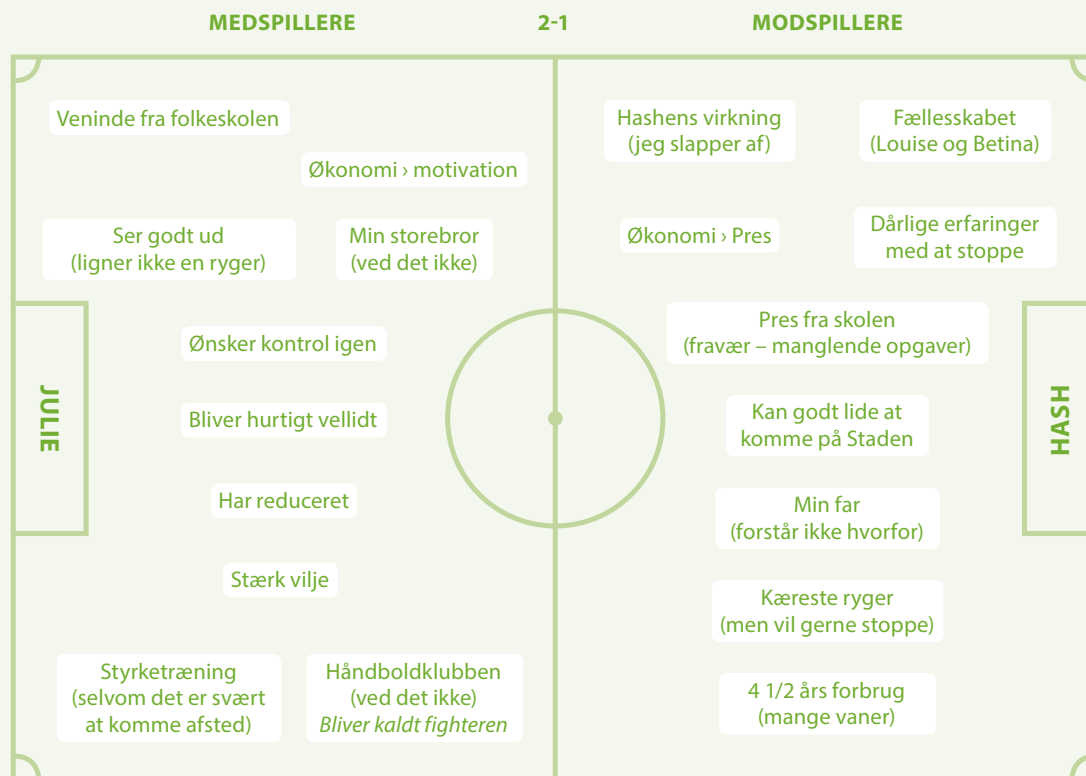 MEDSPILLERE 2-1 MODSPILLERE
Veninde fra folkeskolen
Økonomi › motivation
Ser godt ud
(ligner ikke en ryger)
Min storebror
(ved det ikke)
Ønsker kontrol igen
Bliver hurtigt vellidt
Har reduceret
Stærk vilje
Styrketræning
(selvom det er svært
at komme afsted)
Håndboldklubben
(ved det ikke)
Bliver kaldt fighteren
JULIE
Hashens virkning
(jeg slapper af)
Fællesskabet
(Louise og Betina)
Økonomi › Pres
Dårlige erfaringer
med at stoppe
Pres fra skolen
(fravær – manglende opgaver)
Kan godt lide at
komme på Staden
Min far
(forstår ikke hvorfor)
Kæreste ryger
(men vil gerne stoppe)
4 1/2 års forbrug
(mange vaner)
HASH